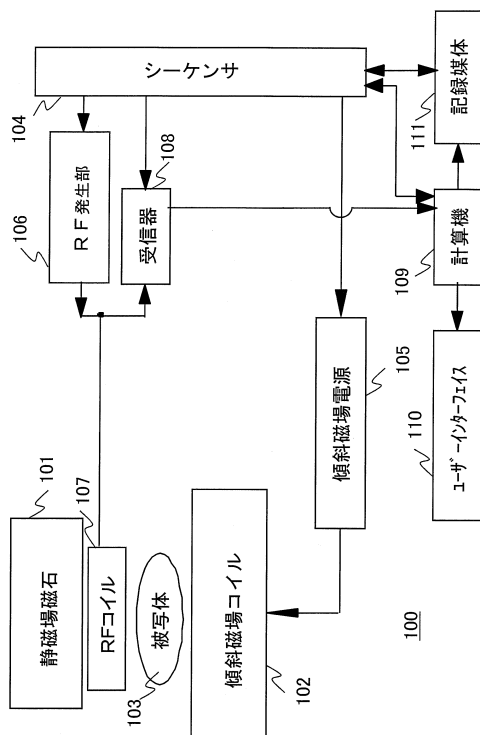 静磁場磁石
101
RFコイル
107
被写体
103
傾斜磁場コイル
102
RF発生部
106
受信器
108
シーケンサ
104
傾斜磁場電源
105
ユーザーインターフェイス
110
計算機
109
記録媒体
111
100